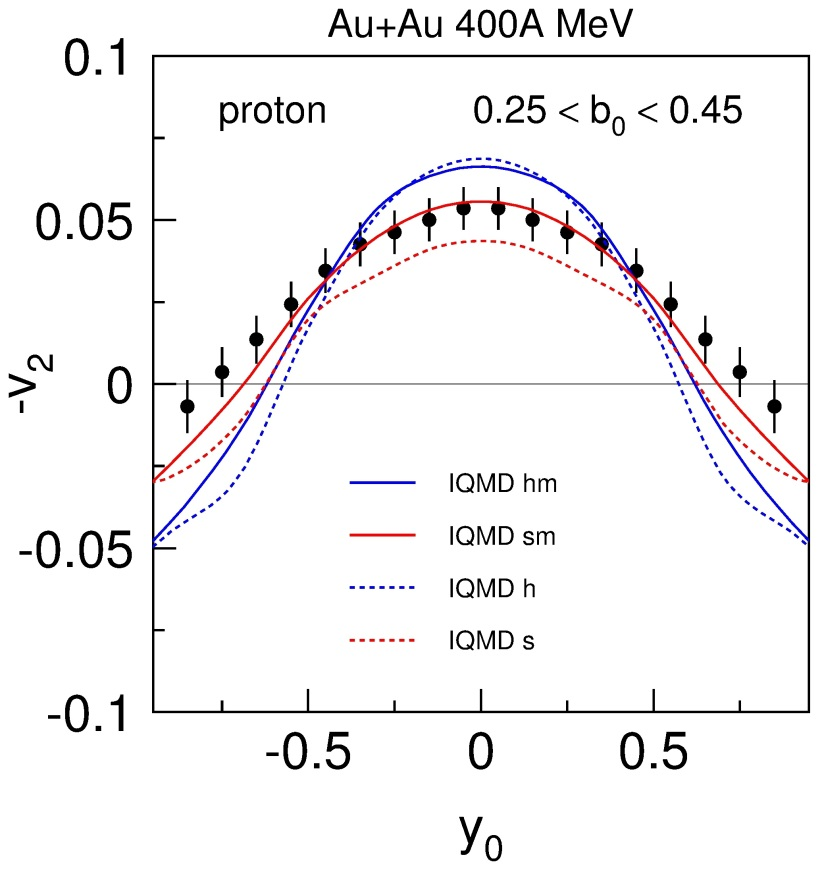 Au+Au 400A MeV
proton 0.25 < b0 < 0.45
0.1
0.05
0
-0.05
-0.1
-v2
IQMD hm
IQMD sm
IQMD h
IQMD s
-0.5 0 0.5
y0